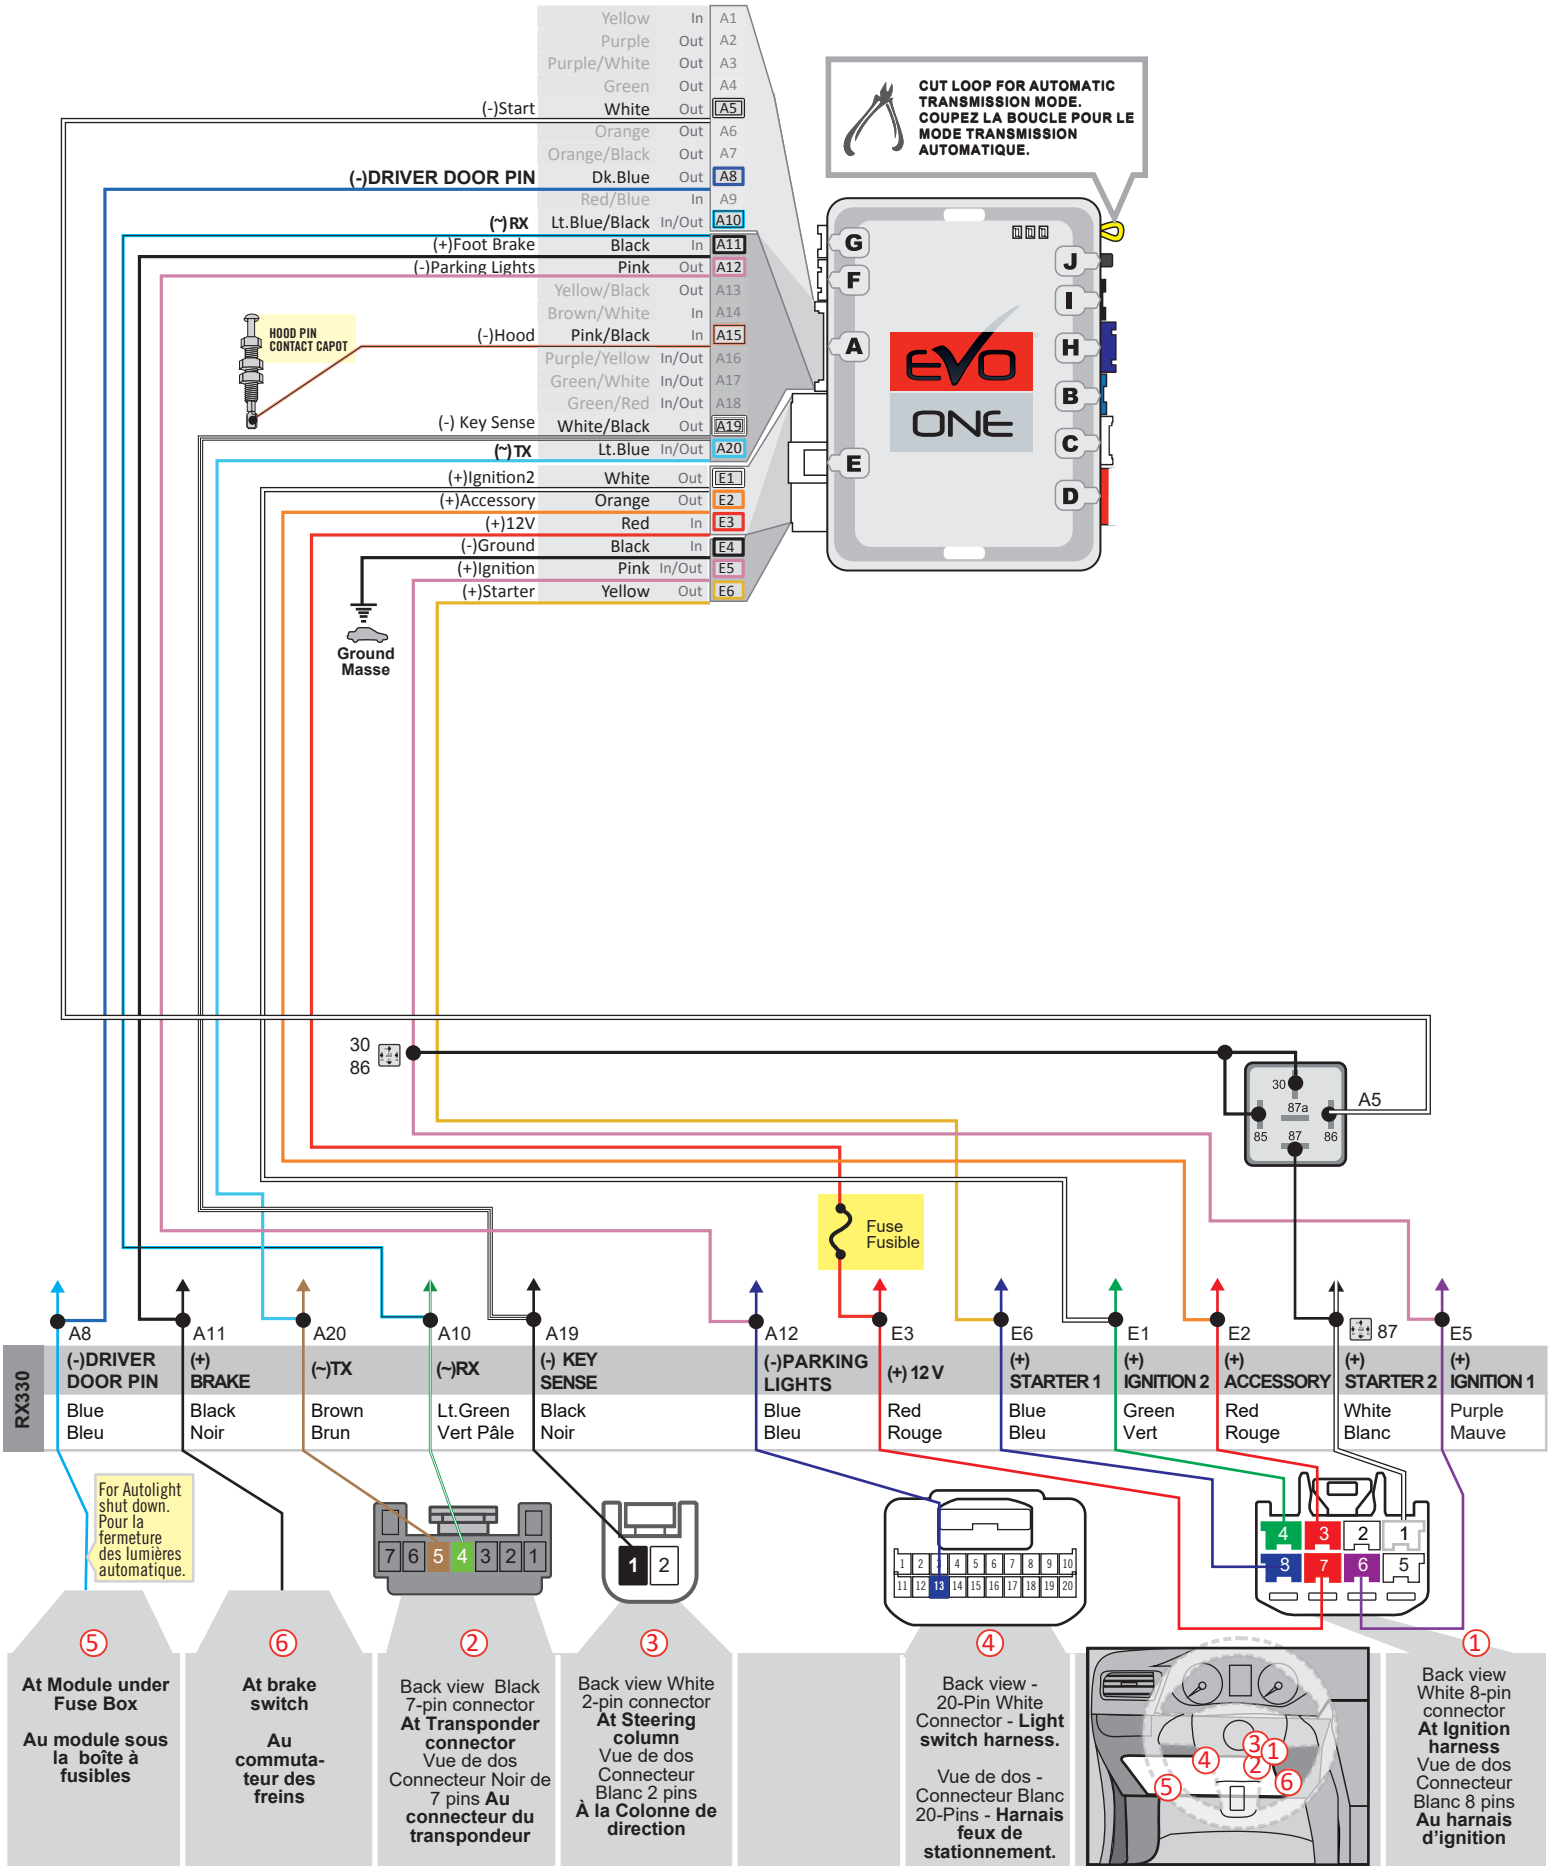 Yellow In A1
Purple Out A2
Purple/White Out A3
Green Out A4
(-)Start White Out A5
Orange Out A6
Orange/Black Out A7
(-)DRIVER DOOR PIN Dk.Blue Out A8
Red/Blue In A9
(~)RX Lt.Blue/Black In/Out A10
(+)Foot Brake Black In A11
(-)Parking Lights Pink Out A12
Yellow/Black Out A13
Brown/White In A14
(-)Hood Pink/Black In A15
Purple/Yellow In/Out A16
Green/White In/Out A17
Green/Red In/Out A18
(-) Key Sense White/Black Out A19
(~)TX Lt.Blue In/Out A20
(+)Ignition2 White Out E1
(+)Accessory Orange Out E2
(+)12V Red In E3
(-)Ground Black In E4
(+)Ignition Pink In/Out E5
(+)Starter Yellow Out E6
HOOD PIN
CONTACT CAPOT
Ground
Masse
CUT LOOP FOR AUTOMATIC
TRANSMISSION MODE.
COUPEZ LA BOUCLE POUR LE
MODE TRANSMISSION
AUTOMATIQUE.
G
F
A
E
J
I
H
B
C
D
EVO
ONE
30
86
30
87a
85
87
86
A5
Fuse
Fusible
A8
A11
A20
A10
A19
A12
E3
E6
E1
E2
87
E5
RX330
(-)DRIVER
DOOR PIN
(+)
BRAKE
(~)TX
(~)RX
(-) KEY
SENSE
(-)PARKING
LIGHTS
(+) 12 V
(+)
STARTER 1
(+)
IGNITION 2
(+)
ACCESSORY
(+)
STARTER 2
(+)
IGNITION 1
Blue
Bleu
Black
Noir
Brown
Brun
Lt.Green
Vert Pâle
Black
Noir
Blue
Bleu
Red
Rouge
Blue
Bleu
Green
Vert
Red
Rouge
White
Blanc
Purple
Mauve
For Autolight
shut down.
Pour la
fermeture
des lumières
automatique.
7 6 5 4 3 2 1
1 2
1 2 3 4 5 6 7 8 9 10
11 12 13 14 15 16 17 18 19 20
4 3 2 1
8 7 6 5
5
At Module under
Fuse Box
Au module sous
la boîte à
fusibles
6
At brake
switch
Au
commuta-
teur des
freins
2
Back view Black
7-pin connector
At Transponder
connector
Vue de dos
Connecteur Noir de
7 pins Au
connecteur du
transpondeur
3
Back view White
2-pin connector
At Steering
column
Vue de dos
Connecteur
Blanc 2 pins
À la Colonne de
direction
4
Back view -
20-Pin White
Connector - Light
switch harness.
Vue de dos -
Connecteur Blanc
20-Pins - Harnais
feux de
stationnement.
3
1
4
2
5
6
1
Back view
White 8-pin
connector
At Ignition
harness
Vue de dos
Connecteur
Blanc 8 pins
Au harnais
d'ignition